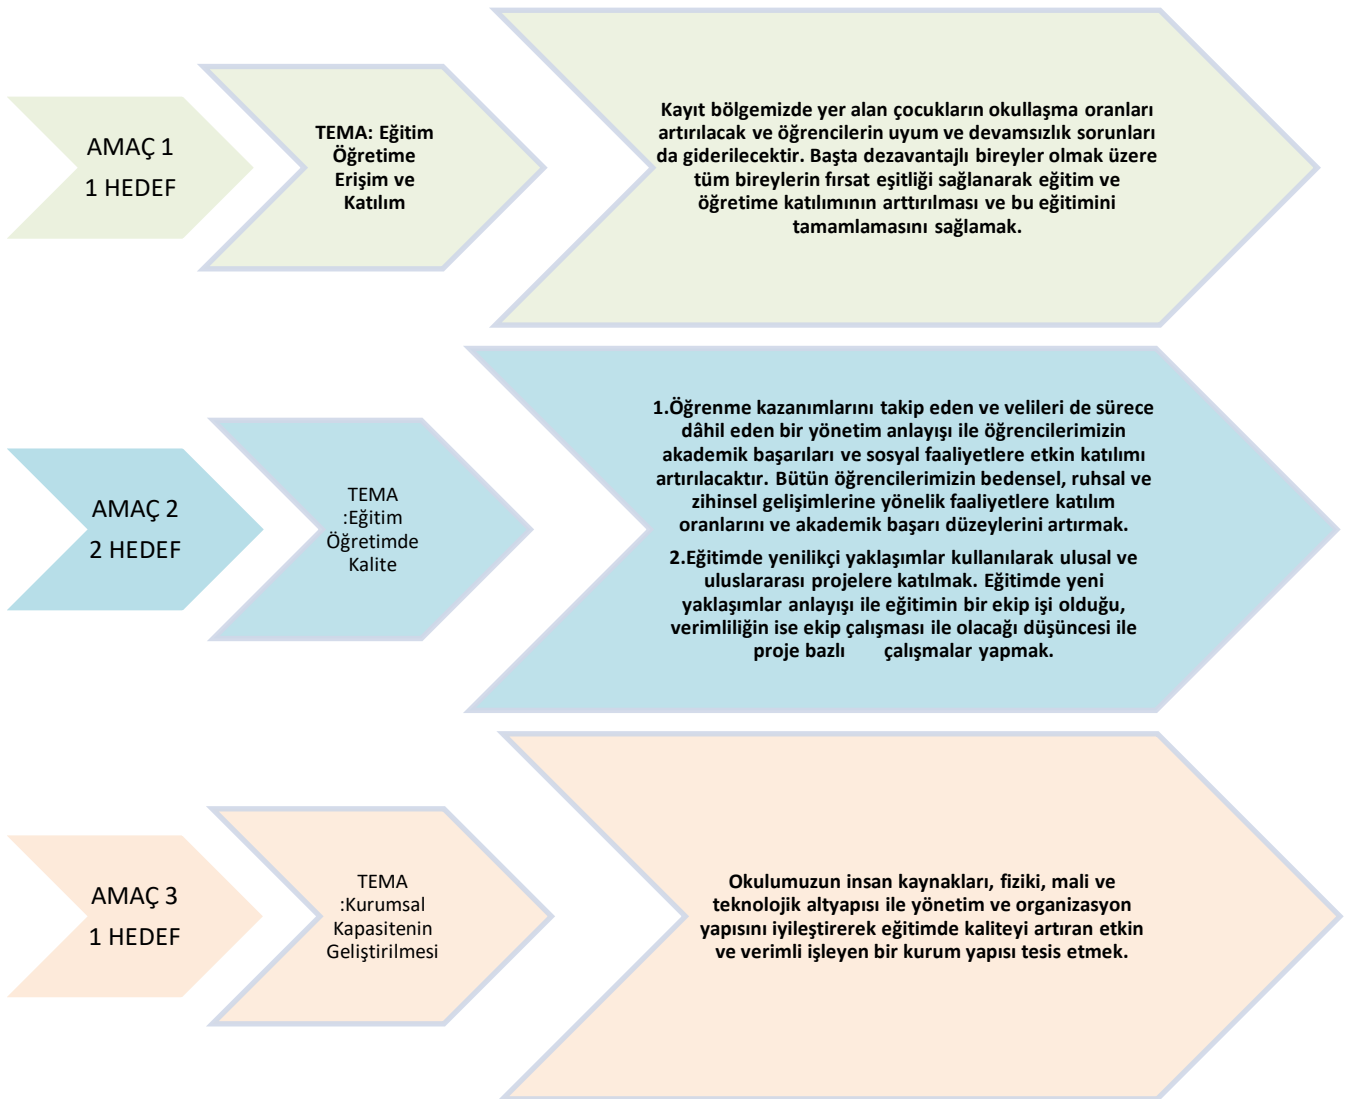 AMAÇ 1
1 HEDEF
TEMA: Eğitim
Öğretime
Erişim ve
Katılım
Kayıt bölgemizde yer alan çocukların okullaşma oranları
artırılacak ve öğrencilerin uyum ve devamsızlık sorunları
da giderilecektir. Başta dezavantajlı bireyler olmak üzere
tüm bireylerin fırsat eşitliği sağlanarak eğitim ve
öğretime katılımının arttırılması ve bu eğitimini
tamamlamasını sağlamak.
AMAÇ 2
2 HEDEF
TEMA
:Eğitim
Öğretimde
Kalite
1.Öğrenme kazanımlarını takip eden ve velileri de sürece
dâhil eden bir yönetim anlayışı ile öğrencilerimizin
akademik başarıları ve sosyal faaliyetlere etkin katılımı
artırılacaktır. Bütün öğrencilerimizin bedensel, ruhsal ve
zihinsel gelişimlerine yönelik faaliyetlere katılım
oranlarını ve akademik başarı düzeylerini artırmak.
2.Eğitimde yenilikçi yaklaşımlar kullanılarak ulusal ve
uluslararası projelere katılmak. Eğitimde yeni
yaklaşımlar anlayışı ile eğitimin bir ekip işi olduğu,
verimliliğin ise ekip çalışması ile olacağı düşüncesi ile
proje bazlı çalışmalar yapmak.
AMAÇ 3
1 HEDEF
TEMA
:Kurumsal
Kapasitenin
Geliştirilmesi
Okulumuzun insan kaynakları, fiziki, mali ve
teknolojik altyapısı ile yönetim ve organizasyon
yapısını iyileştirerek eğitimde kaliteyi artıran etkin
ve verimli işleyen bir kurum yapısı tesis etmek.